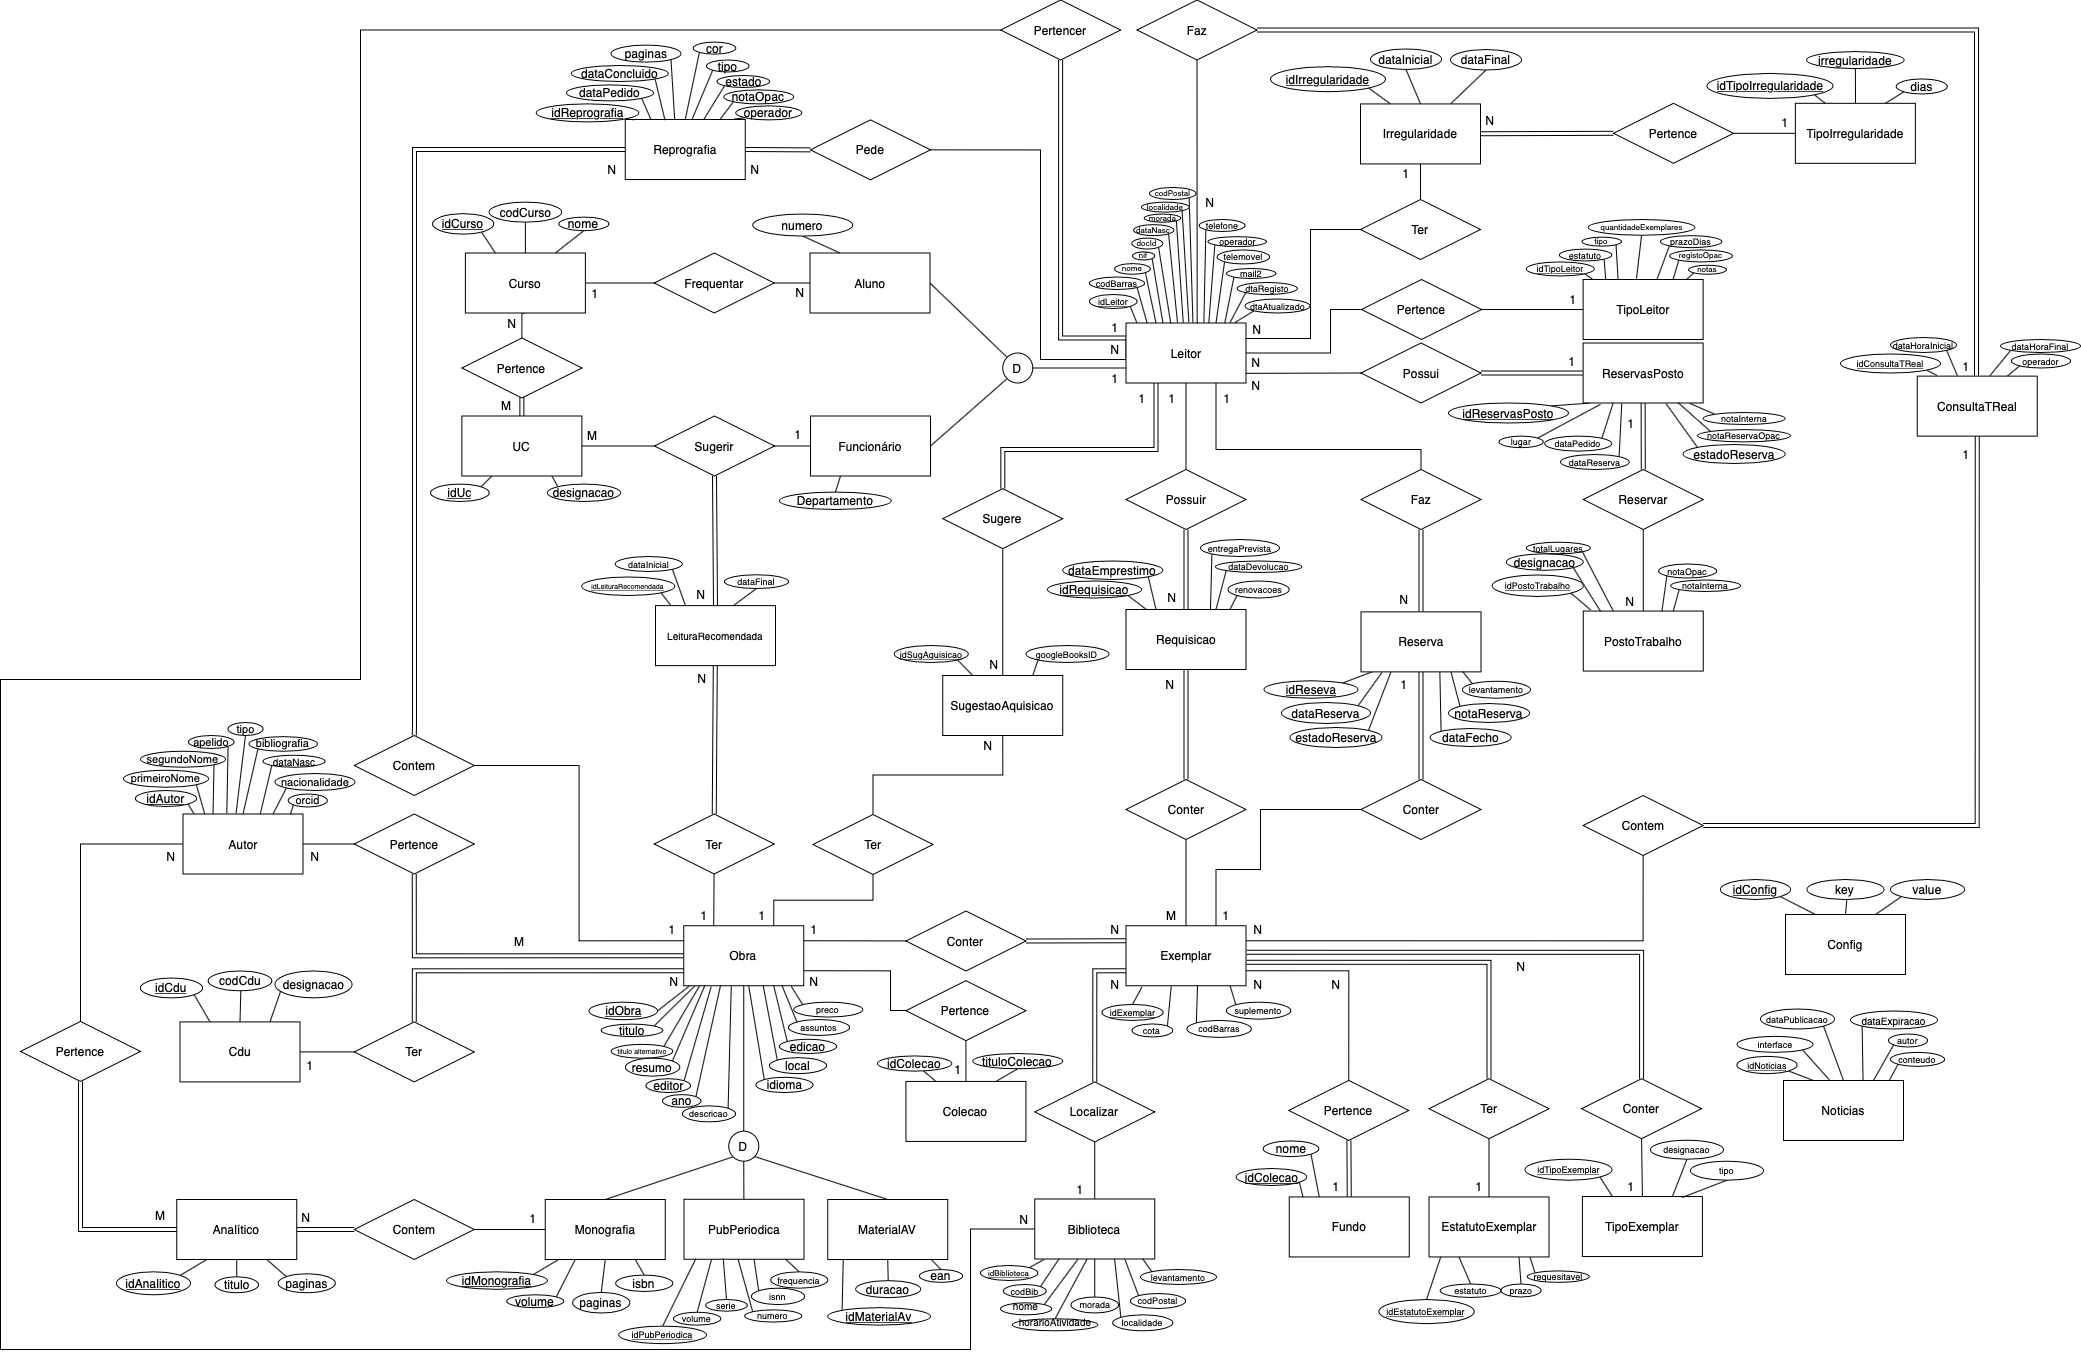 Pertencer
Faz
paginas
cor
dataConcluido
tipo
dataPedido
estado
idReprografia
notaOpac
operador
Reprografia
N
N
Pede
dataInicial
dataFinal
idIrregularidade
Irregularidade
N
1
Pertence
1
irregularidade
idTipoIrregularidade
dias
TipoIrregularidade
Ter
idCurso
codCurso
nome
Curso
1
N
Frequentar
N
numero
Aluno
Pertence
M
UC
idUc
designacao
M
Sugerir
1
Funcionário
Departamento
D
codPostal
localidade
morada
dataNasc
docId
nif
nome
codBarras
idLeitor
N
telefone
operador
telemovel
mail2
dtaRegisto
dtaAtualizado
Leitor
1
N
1
N
N
N
1
1
1
Pertence
1
quantidadeExemplares
tipo
prazoDias
estatuto
registoOpac
idTipoLeitor
notas
TipoLeitor
Possui
1
ReservasPosto
idReservasPosto
lugar
dataPedido
dataReserva
1
notaInterna
notaReservaOpac
estadoReserva
Reservar
dataHoraInicial
dataHoraFinal
idConsultaTReal
operador
1
ConsultaTReal
1
Sugere
Possuir
Faz
dataInicial
idLeituraRecomendada
dataFinal
N
LeituraRecomendada
N
idSugAquisicao
googleBooksID
N
SugestaoAquisicao
N
dataEmprestimo
idRequisicao
entregaPrevista
dataDevolucao
renovacoes
N
Requisicao
N
N
Reserva
1
idReseva
dataReserva
estadoReserva
levantamento
notaReserva
dataFecho
totalLugares
designacao
idPostoTrabalho
notaOpac
notaInterna
N
PostoTrabalho
Contem
Ter
Ter
Conter
Conter
Contem
tipo
apelido
bibliografia
segundoNome
dataNasc
primeiroNome
nacionalidade
idAutor
orcid
Autor
N
N
Pertence
M
idCdu
codCdu
designacao
Cdu
1
Ter
Pertence
1
1
1
1
Obra
N
N
idObra
titulo
titulo alternativo
resumo
editor
ano
descricao
preco
assuntos
edicao
local
idioma
D
Conter
N
M
1
N
Exemplar
N
N
N
N
idExemplar
cota
codBarras
suplemento
Pertence
1
idColecao
tituloColecao
Colecao
Localizar
1
Pertence
Ter
Conter
idConfig
key
value
Config
dataPublicacao
dataExpiracao
interface
autor
idNoticias
conteudo
Noticias
M
Analítico
N
idAnalitico
titulo
paginas
Contem
1
Monografia
idMonografia
volume
paginas
isbn
PubPeriodica
idPubPeriodica
volume
serie
numero
isnn
frequencia
MaterialAV
idMaterialAv
duracao
ean
N
Biblioteca
idBiblioteca
codBib
nome
horarioAtividade
morada
localidade
codPostal
levantamento
nome
idColecao
1
Fundo
1
EstatutoExemplar
idEstatutoExemplar
estatuto
prazo
requesitavel
idTipoExemplar
designacao
tipo
1
TipoExemplar